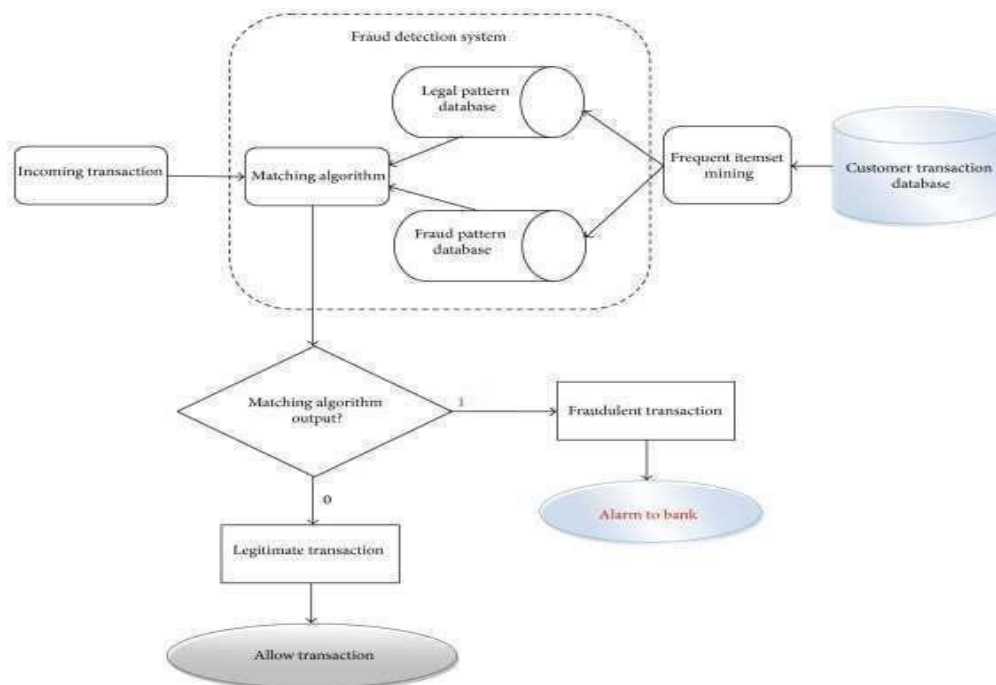 Fraud detection system
Legal pattern
database
Incoming transaction
Matching algorithm
Frequent itemset
mining
Customer transaction
database
Fraud pattern
database
Matching algorithm
output?
1
Fraudulent transaction
0
Alarm to bank
Legitimate transaction
Allow transaction